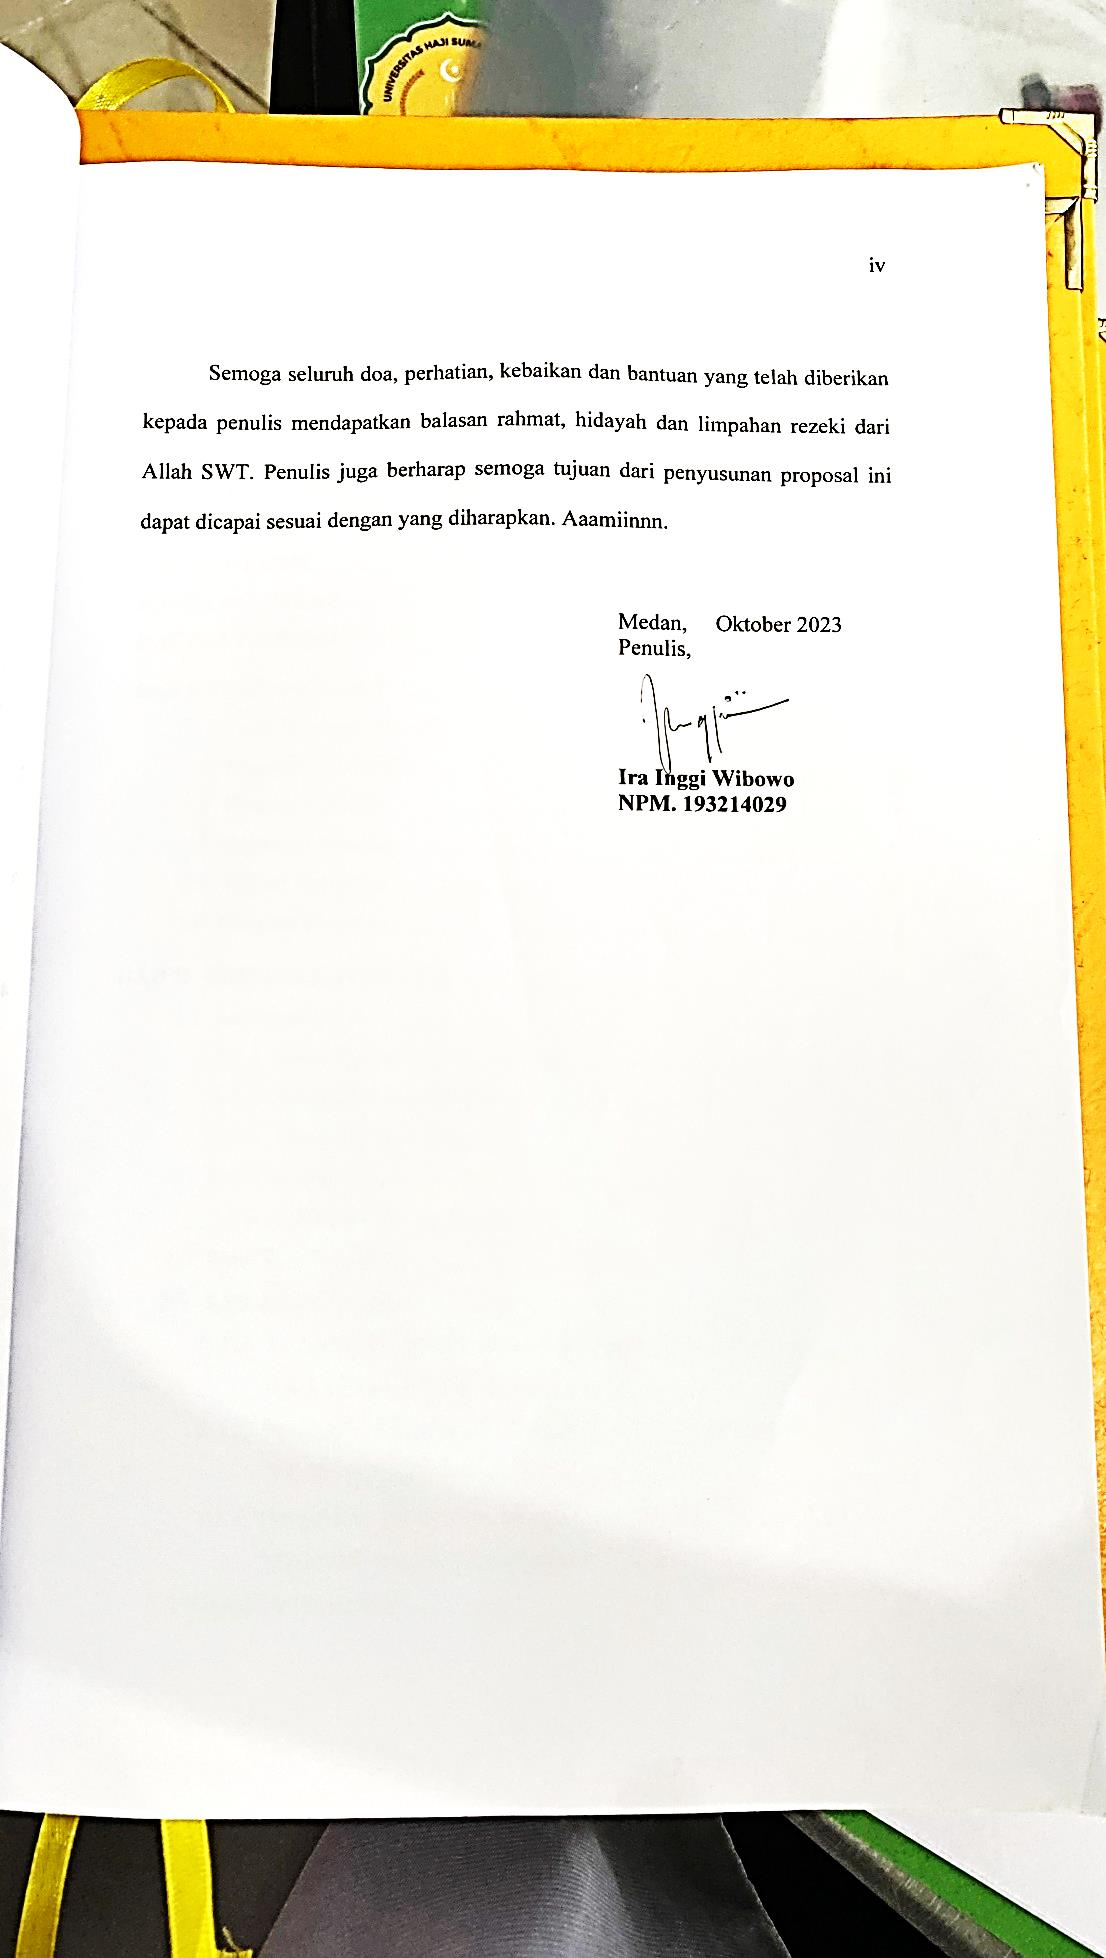 UNIVERSITAS HAJI
iv
Semoga seluruh doa, perhatian, kebaikan dan bantuan yang telah diberikan
kepada penulis mendapatkan balasan rahmat, hidayah dan limpahan rezeki dari
Allah SWT. Penulis juga berharap semoga tujuan dari penyusunan proposal ini
dapat dicapai sesuai dengan yang diharapkan. Aaamiinnn.
Medan, Oktober 2023
Penulis,
Ira Inggi Wibowo
NPM. 193214029